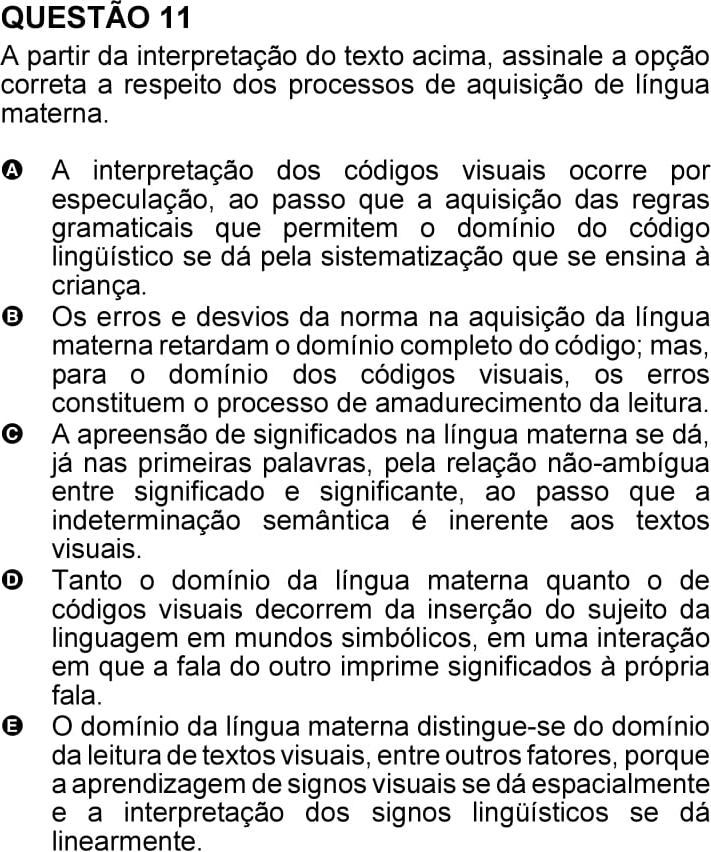 QUESTÃO 11
A partir da interpretação do texto acima, assinale a opção
correta a respeito dos processos de aquisição de língua
materna.
A A interpretação dos códigos visuais ocorre por
especulação, ao passo que a aquisição das regras
gramaticais que permitem o domínio do código
lingüístico se dá pela sistematização que se ensina à
criança.
B Os erros e desvios da norma na aquisição da língua
materna retardam o domínio completo do código; mas,
para o domínio dos códigos visuais, os erros
constituem o processo de amadurecimento da leitura.
C A apreensão de significados na língua materna se dá,
já nas primeiras palavras, pela relação não-ambígua
entre significado e significante, ao passo que a
indeterminação semântica é inerente aos textos
visuais.
D Tanto o domínio da língua materna quanto o de
códigos visuais decorrem da inserção do sujeito da
linguagem em mundos simbólicos, em uma interação
em que a fala do outro imprime significados à própria
fala.
E O domínio da língua materna distingue-se do domínio
da leitura de textos visuais, entre outros fatores, porque
a aprendizagem de signos visuais se dá espacialmente
e a interpretação dos signos lingüísticos se dá
linearmente.